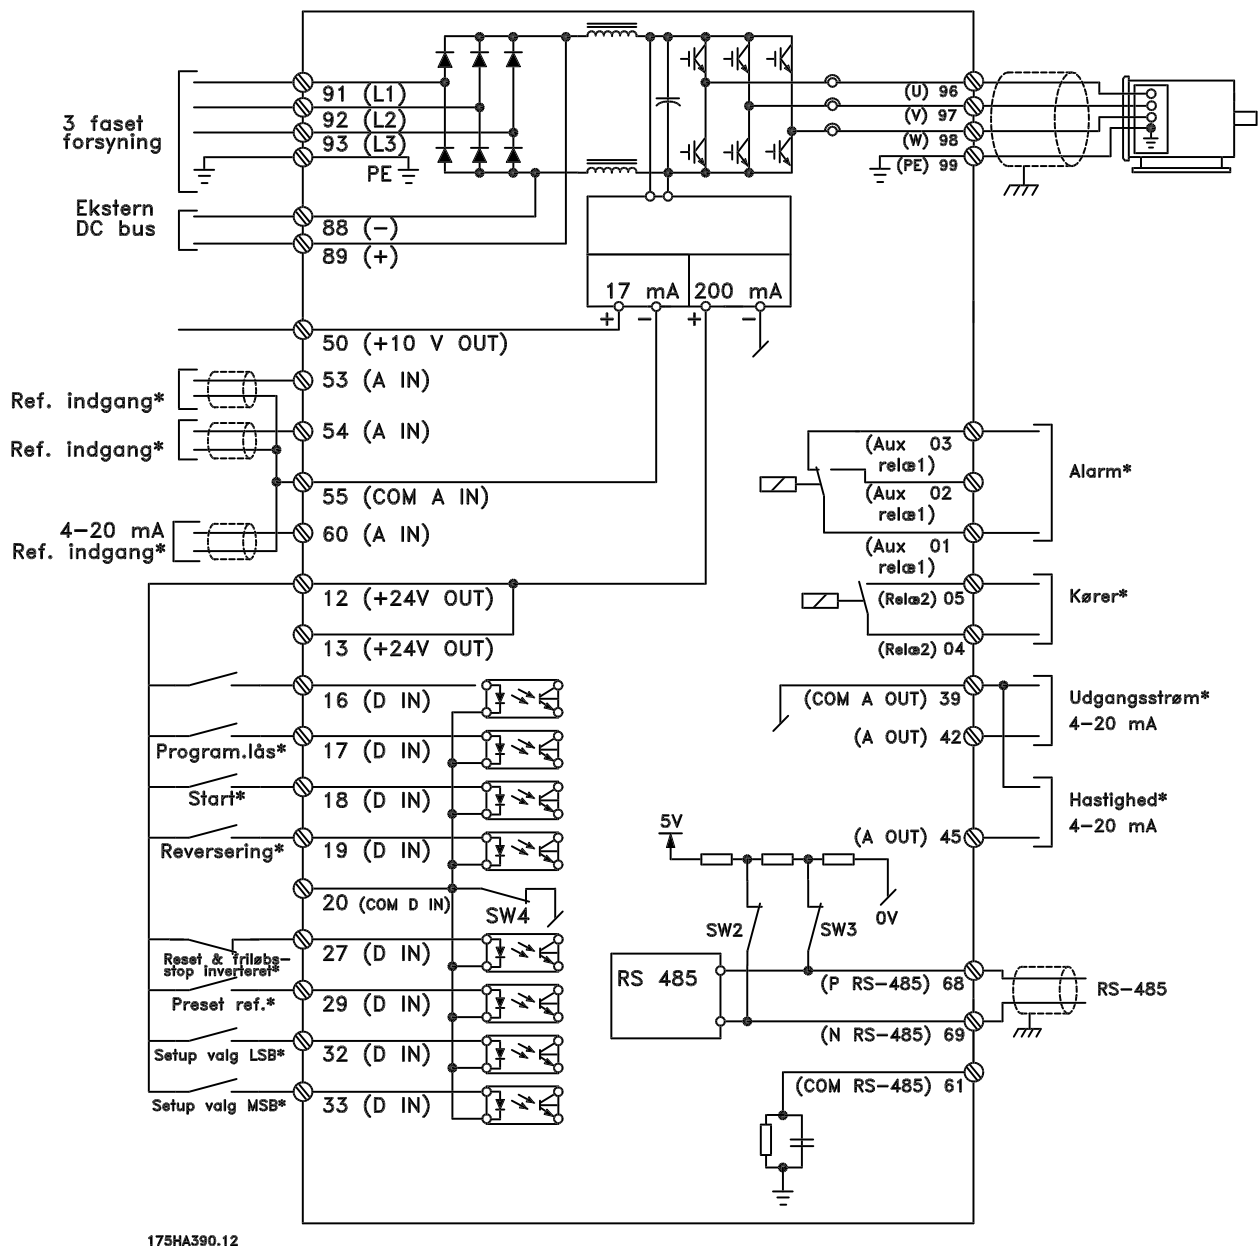 3 faset
forsyning
91 (L1)
92 (L2)
93 (L3)
PE
Ekstern
DC bus
88 (−)
89 (+)
17 mA
200 mA
+
−
+
−
50 (+10 V OUT)
Ref. indgang*
53 (A IN)
Ref. indgang*
54 (A IN)
55 (COM A IN)
4−20 mA
Ref. indgang*
60 (A IN)
12 (+24V OUT)
13 (+24V OUT)
16 (D IN)
Program.lås*
17 (D IN)
Start*
18 (D IN)
Reversering*
19 (D IN)
20 (COM D IN)
SW4
Reset & friløbs−
stop inverteret*
27 (D IN)
Preset ref.*
29 (D IN)
Setup valg LSB*
32 (D IN)
Setup valg MSB*
33 (D IN)
(U) 96
(V) 97
(W) 98
(PE) 99
(Aux 03
relæ1)
(Aux 02
relæ1)
(Aux 01
relæ1)
Alarm*
(Relæ2) 05
(Relæ2) 04
Kører*
(COM A OUT) 39
(A OUT) 42
Udgangsstrøm*
4−20 mA
Hastighed*
4−20 mA
(A OUT) 45
5V
0V
SW2
SW3
RS 485
(P RS−485) 68
(N RS−485) 69
RS−485
(COM RS−485) 61
175HA390.12